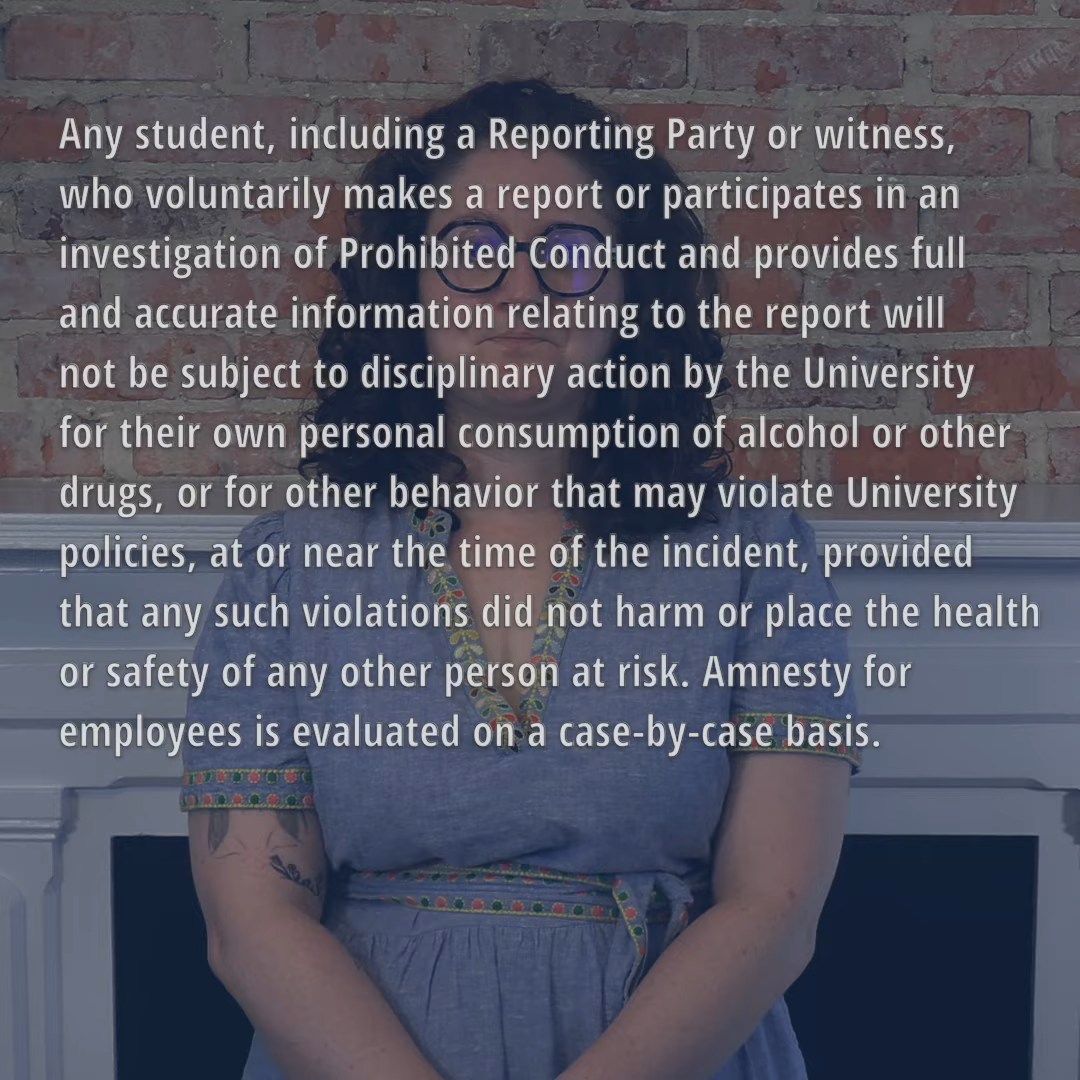 Any student, including a Reporting Party or witness,
who voluntarily makes a report or participates in an
investigation of Prohibited Conduct and provides full
and accurate information relating to the report will
not be subject to disciplinary action by the University
for their own personal consumption of alcohol or other
drugs, or for other behavior that may violate University
policies, at or near the time of the incident, provided
that any such violations did not harm or place the health
or safety of any other person at risk. Amnesty for
employees is evaluated on a case-by-case basis.